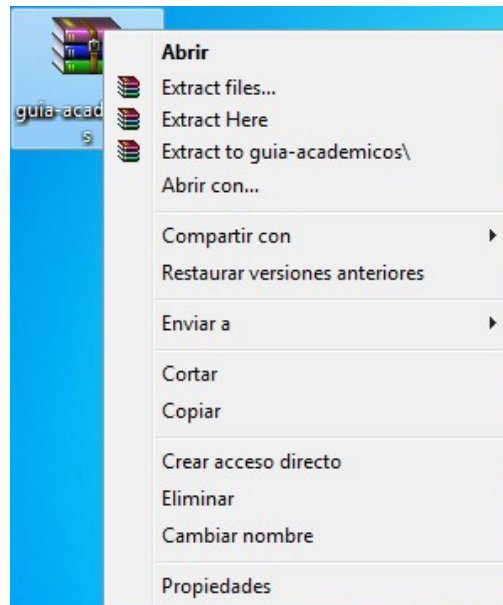 Abrir
Extract files...
guia-acad
Extract Here
s
Extract to guia-academicos\
Abrir con...
Compartir con
Restaurar versiones anteriores
Enviar a
Cortar
Copiar
Crear acceso directo
Eliminar
Cambiar nombre
Propiedades